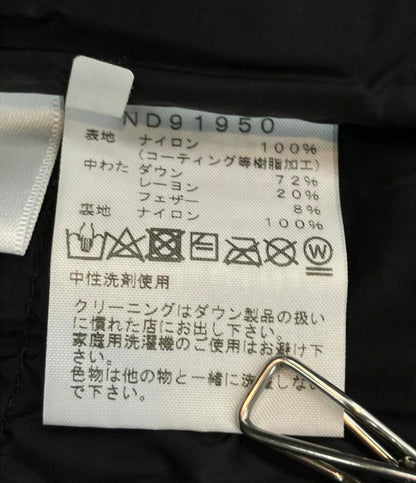 ND91950
表地 ナイロン 100%
(コーティング等樹脂加工)
中わた ダウン 72%
レーヨン 20%
フェザー 8%
裏地 ナイロン 100%
W
中性洗剤使用
クリーニングはダウン製品の扱い
に慣れた店にお出し下さい。
家庭用洗濯機のご使用はお避け下
さい。
色物は他の物と一緒に洗濯しない
で下さい。